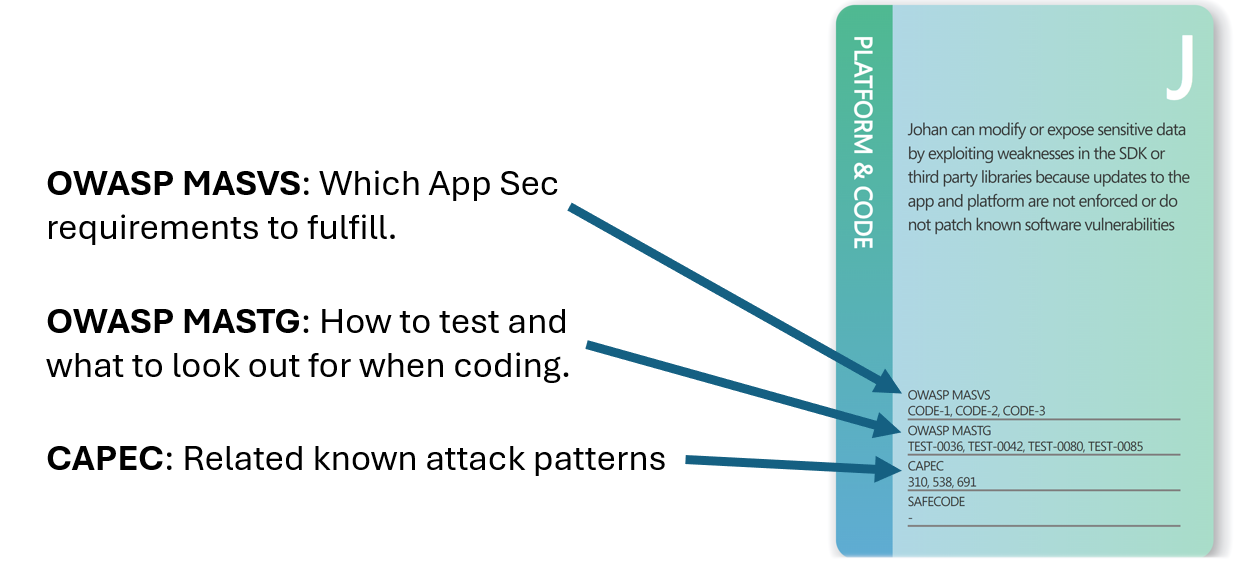 OWASP MASVS: Which App Sec
requirements to fulfill.
OWASP MASTG: How to test and
what to look out for when coding.
CAPEC: Related known attack patterns
PLATFORM & CODE
J
Johan can modify or expose sensitive data
by exploiting weaknesses in the SDK or
third party libraries because updates to the
app and platform are not enforced or do
not patch known software vulnerabilities
OWASP MASVS
CODE-1, CODE-2, CODE-3
OWASP MASTG
TEST-0036, TEST-0042, TEST-0080, TEST-0085
CAPEC
310, 538, 691
SAFECODE
-